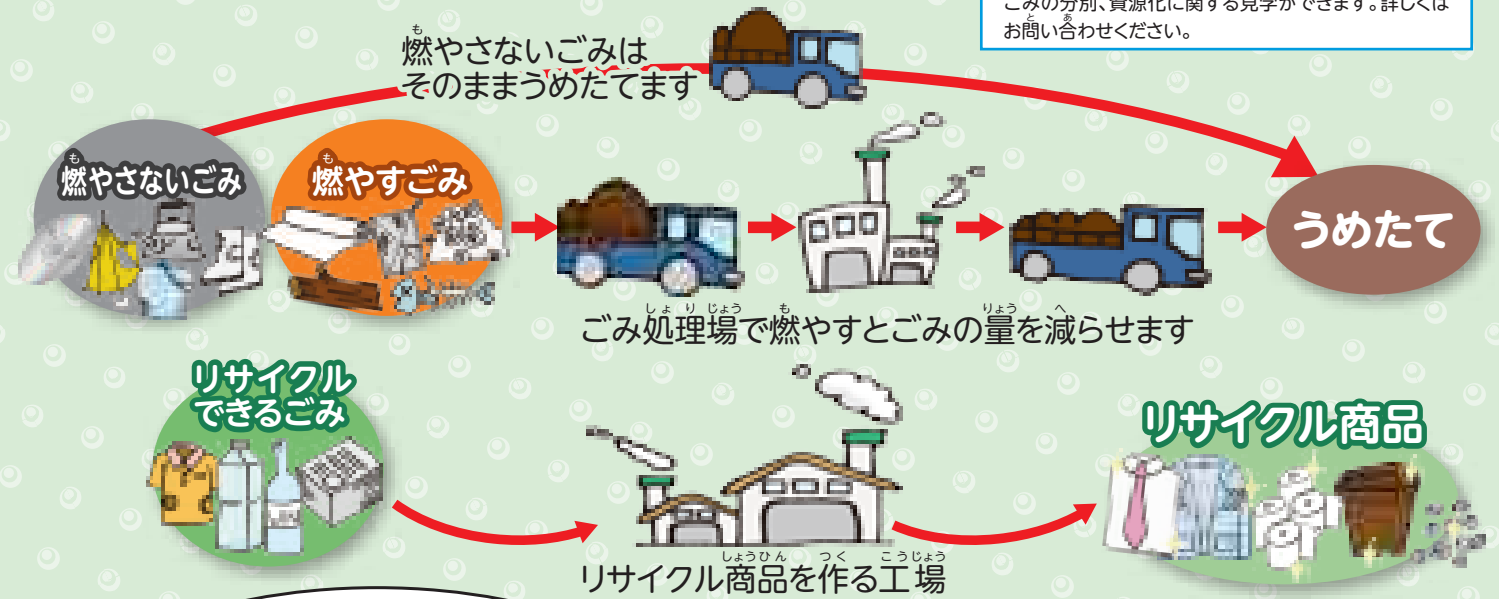 ごみの分別、資源化に関する見学ができます。詳しくは
お問い合わせください。
燃やさないごみは
そのままうめたてます
燃やさないごみ
燃やすごみ
うめたて
ごみ処理場で燃やすとごみの量を減らせます
リサイクル
できるごみ
リサイクル商品
リサイクル商品を作る工場